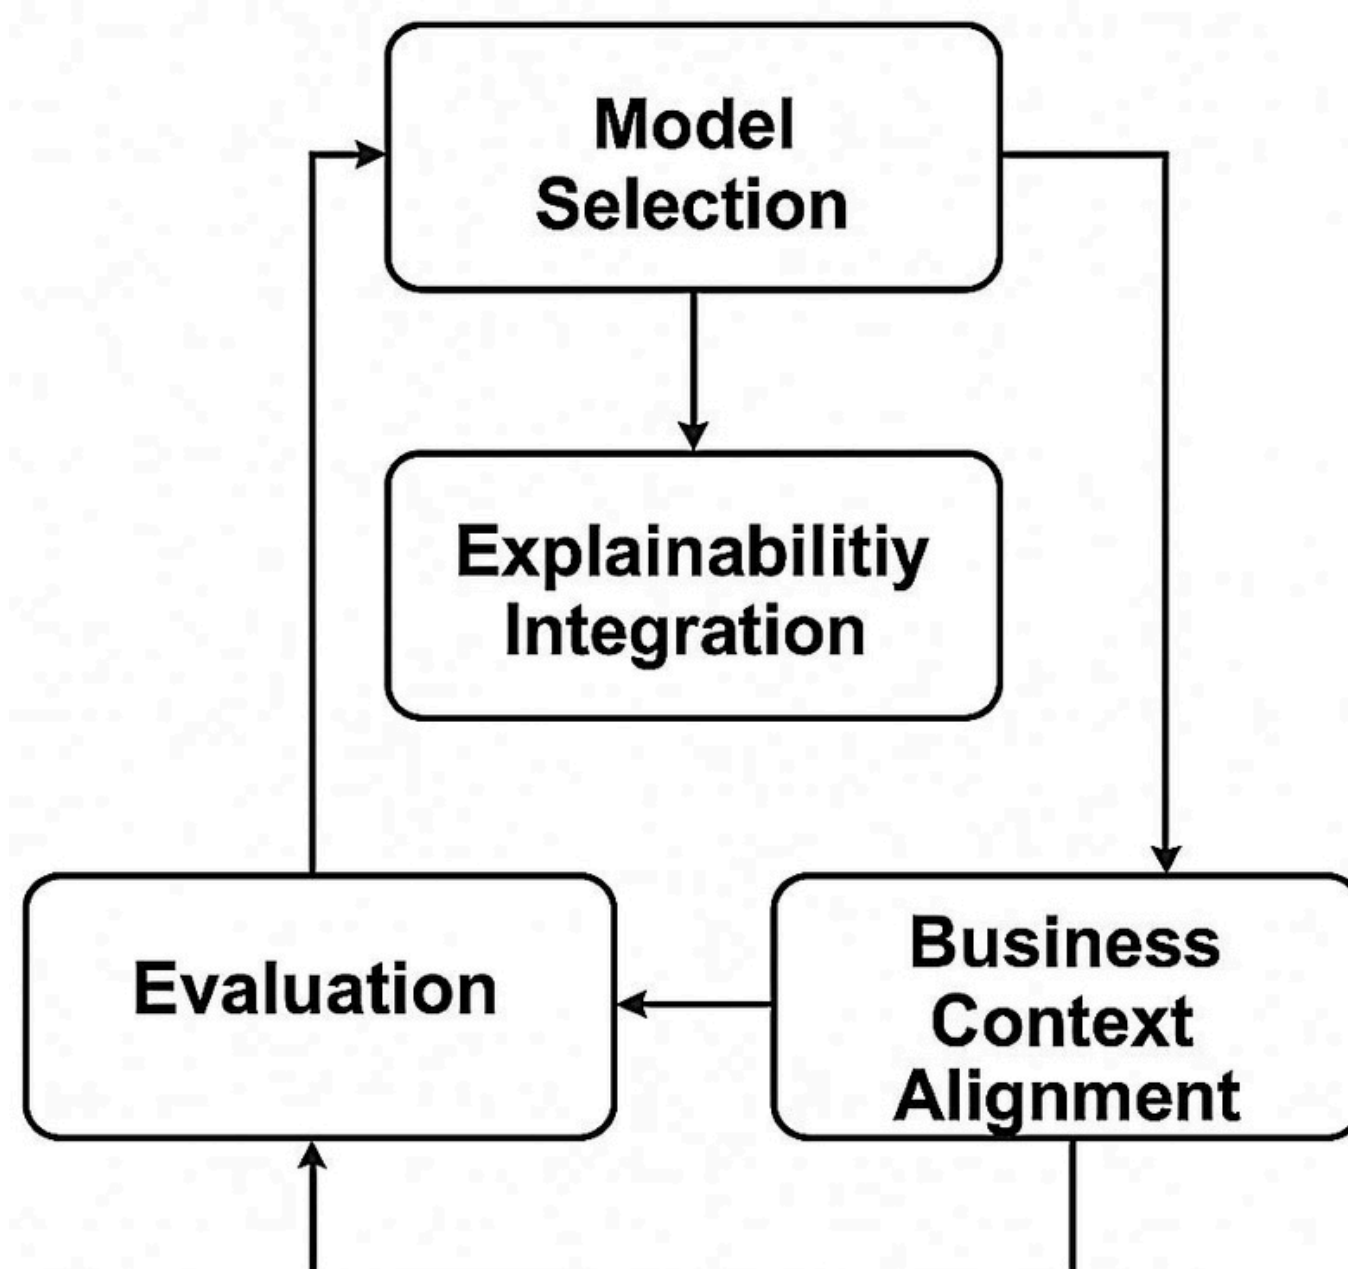 Model
Selection
Explainabilitiy
Integration
Evaluation
Business
Context
Alignment